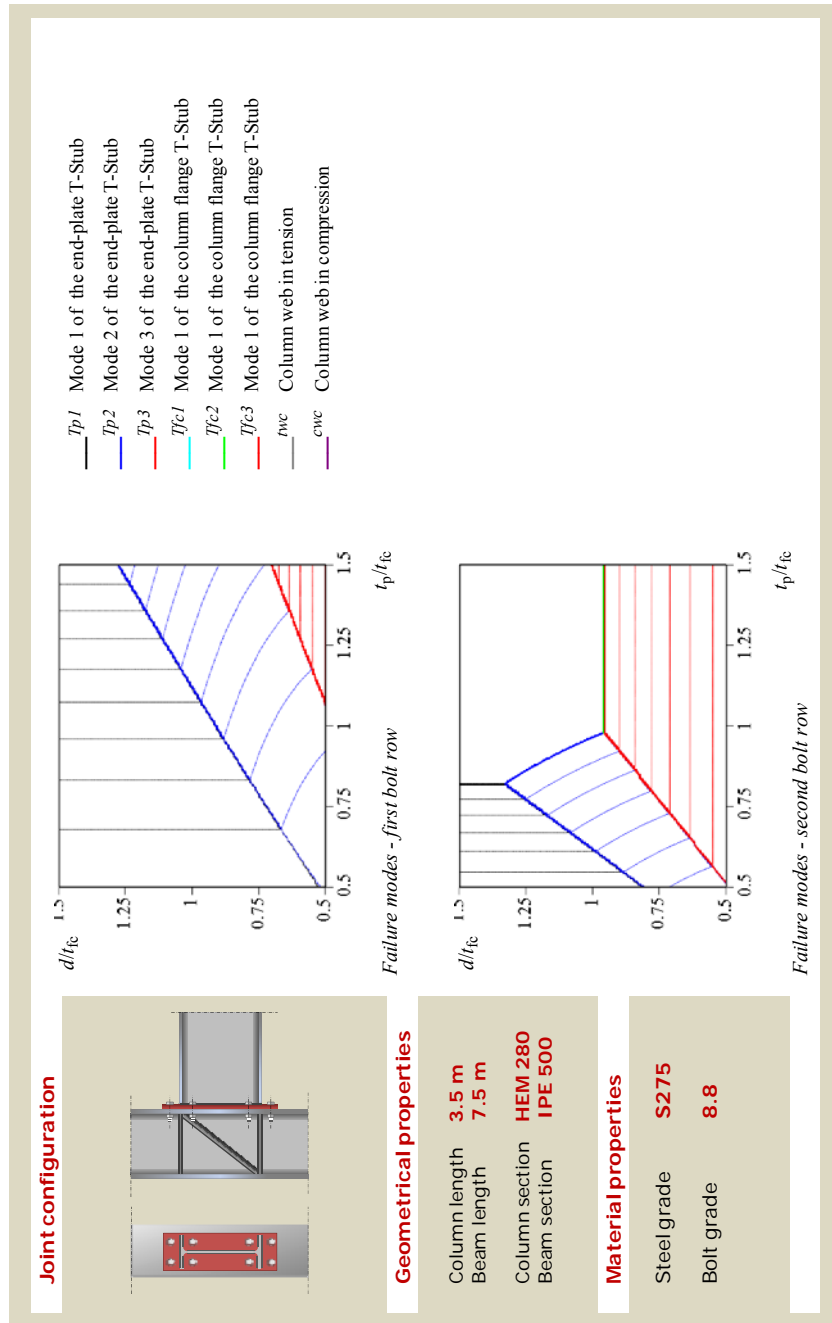 Joint configuration
Geometrical properties
Column length 3.5 m
Beam length 7.5 m
Column section HEM 280
Beam section IPE 500
Material properties
Steel grade S275
Bolt grade 8.8
d/tfc
1.5
1.25
1
0.75
0.5
0.5 0.75 1 1.25 1.5
tp/tfc
Failure modes - first bolt row
d/tfc
1.5
1.25
1
0.75
0.5
0.5 0.75 1 1.25 1.5
tp/tfc
Failure modes - second bolt row
Tp1 Mode 1 of the end-plate T-Stub
Tp2 Mode 2 of the end-plate T-Stub
Tp3 Mode 3 of the end-plate T-Stub
Tfc1 Mode 1 of the column flange T-Stub
Tfc2 Mode 1 of the column flange T-Stub
Tfc3 Mode 1 of the column flange T-Stub
twc Column web in tension
cwc Column web in compression